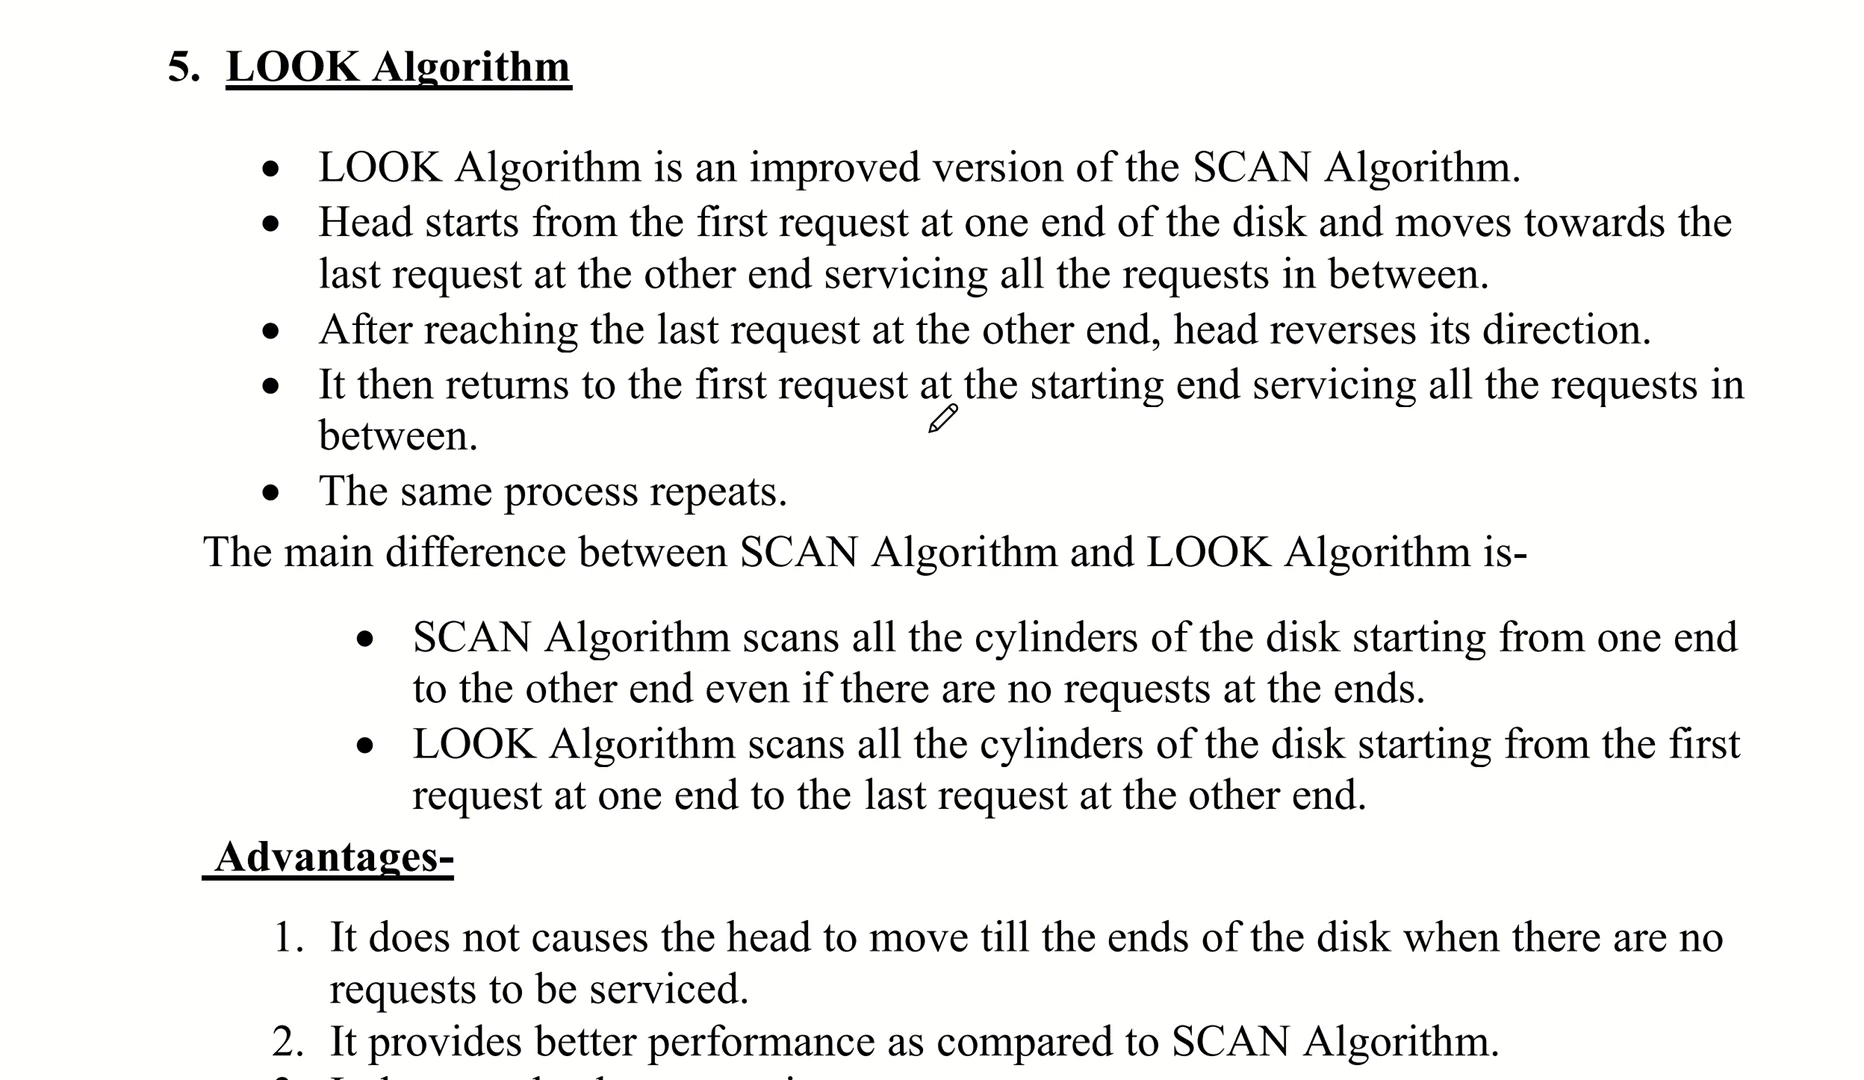 5. LOOK Algorithm
• LOOK Algorithm is an improved version of the SCAN Algorithm.
• Head starts from the first request at one end of the disk and moves towards the
last request at the other end servicing all the requests in between.
• After reaching the last request at the other end, head reverses its direction.
• It then returns to the first request at the starting end servicing all the requests in
between.
• The same process repeats.
The main difference between SCAN Algorithm and LOOK Algorithm is-
• SCAN Algorithm scans all the cylinders of the disk starting from one end
to the other end even if there are no requests at the ends.
• LOOK Algorithm scans all the cylinders of the disk starting from the first
request at one end to the last request at the other end.
Advantages-
1. It does not causes the head to move till the ends of the disk when there are no
requests to be serviced.
2. It provides better performance as compared to SCAN Algorithm.